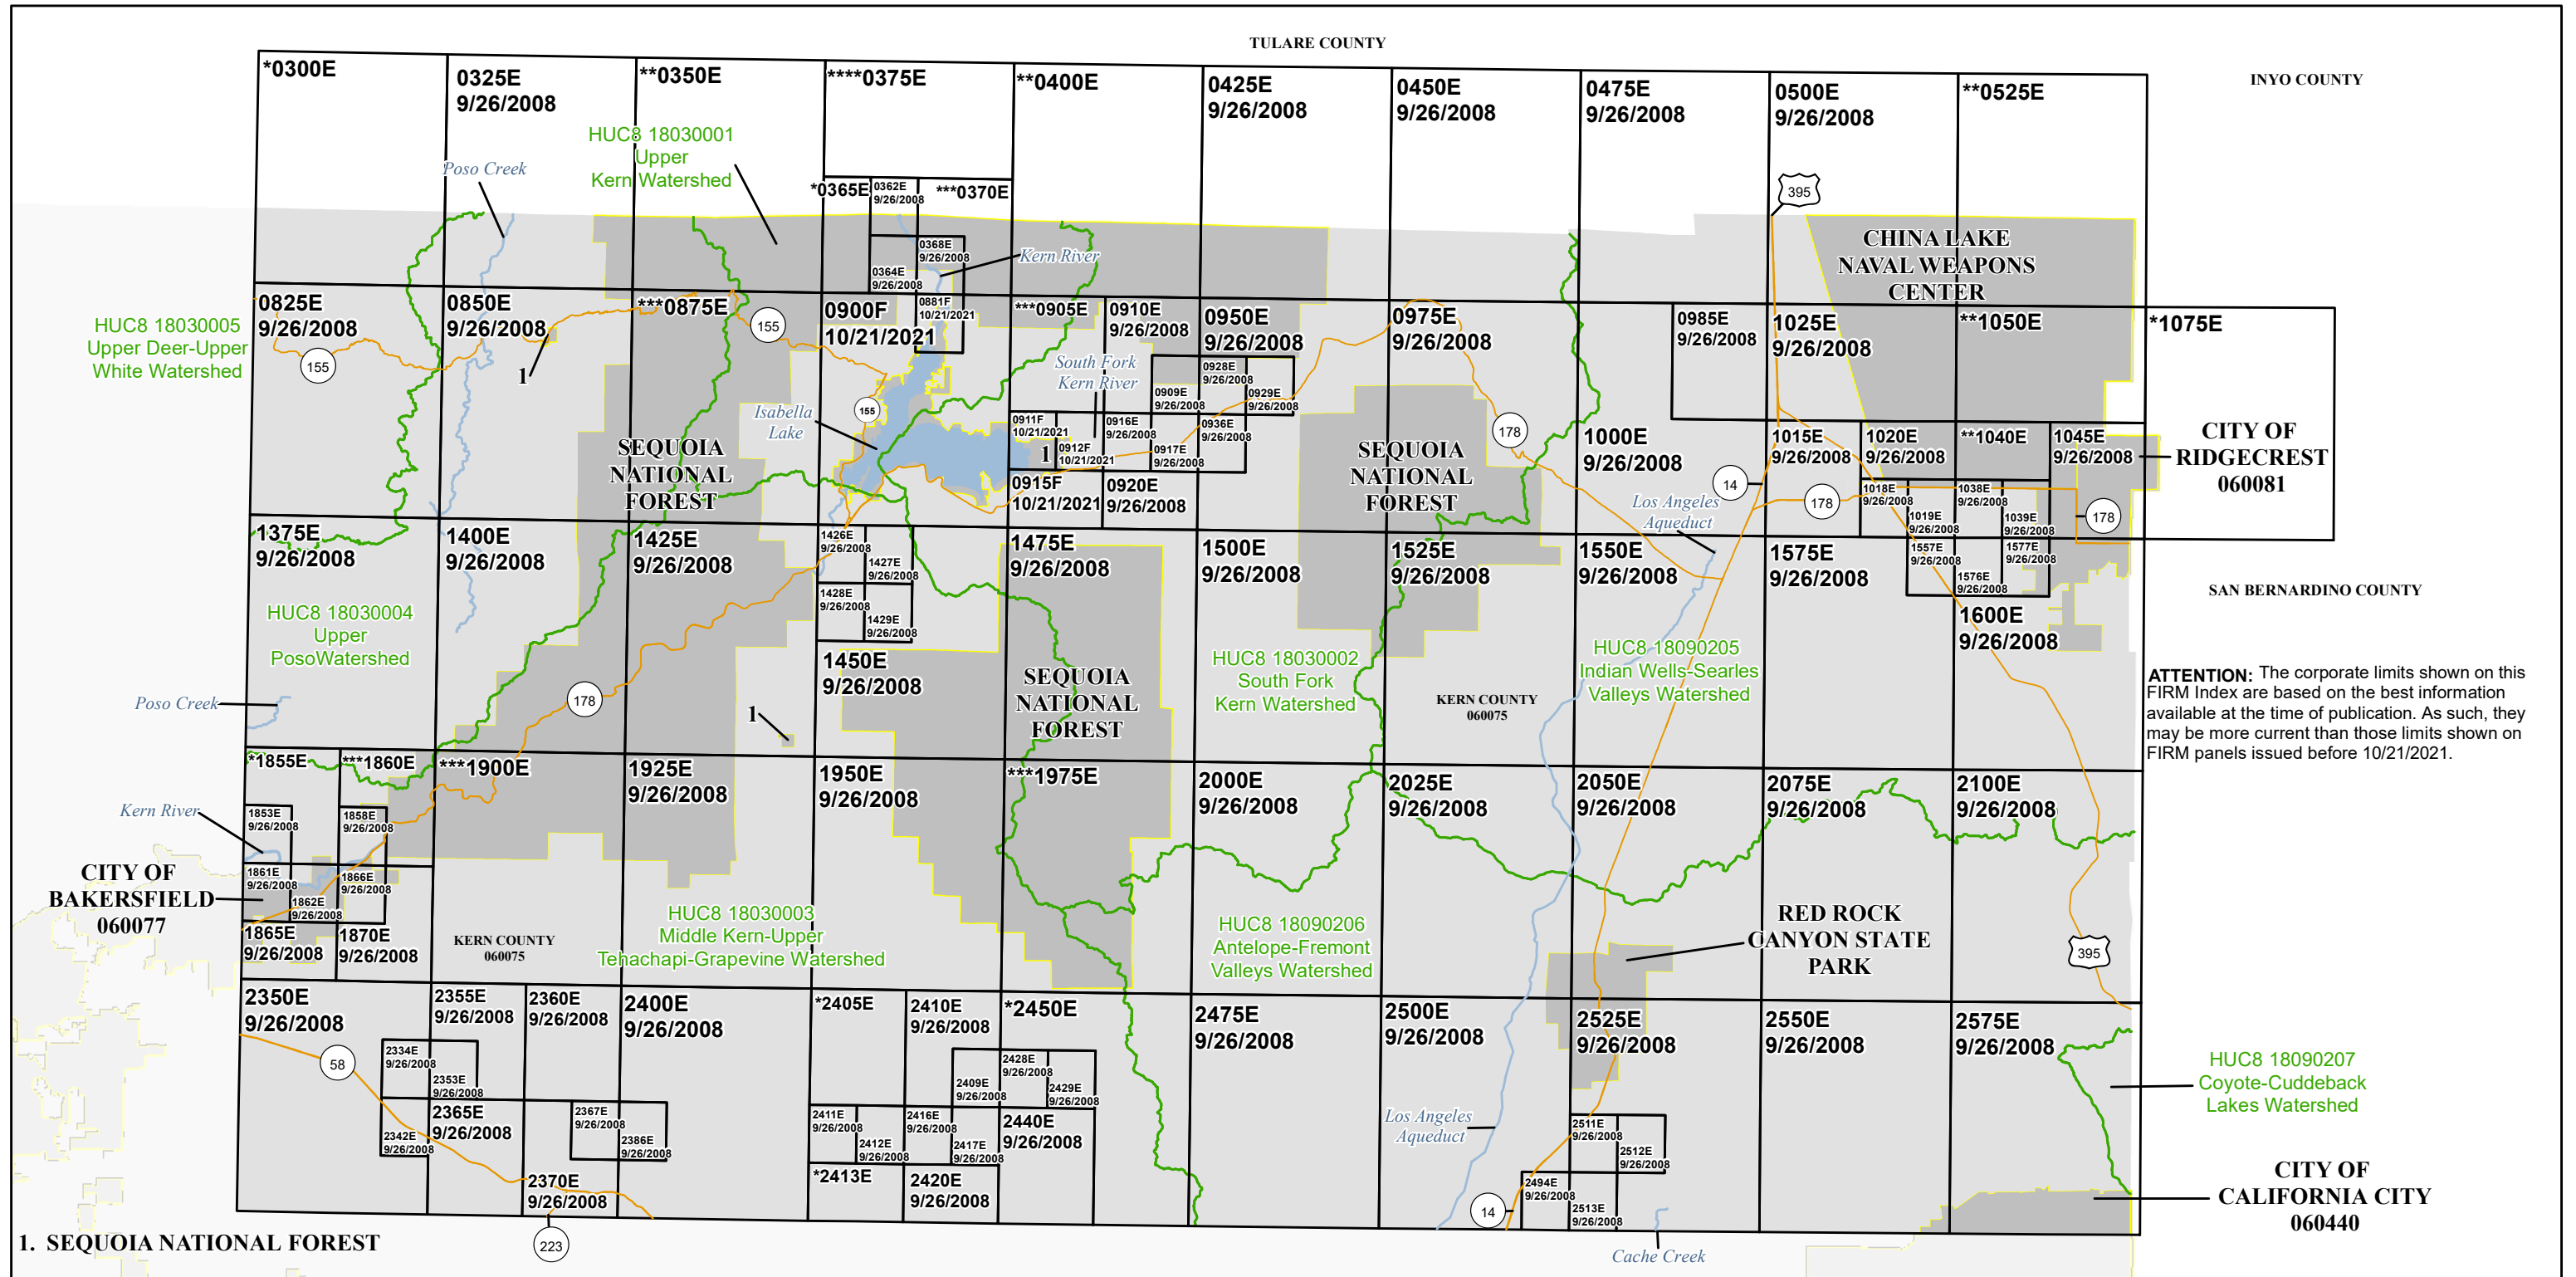 TULARE COUNTY
INYO COUNTY
*0300E
0325E
9/26/2008
**0350E
****0375E
**0400E
0425E
9/26/2008
0450E
9/26/2008
0475E
9/26/2008
0500E
9/26/2008
**0525E
HUC8 18030001
Upper
Kern Watershed
Poso Creek
*0365E
0362E
9/26/2008
***0370E
395
0368E
9/26/2008
0364E
9/26/2008
Kern River
CHINA LAKE
NAVAL WEAPONS
CENTER
HUC8 18030005
Upper Deer-Upper
White Watershed
0825E
9/26/2008
155
0850E
9/26/2008
1
***0875E
155
0900F
10/21/2021
0881F
10/21/2021
***0905E
0910E
9/26/2008
0950E
9/26/2008
0975E
9/26/2008
0985E
9/26/2008
1025E
9/26/2008
**1050E
*1075E
South Fork
Kern River
0928E
9/26/2008
0909E
9/26/2008
0929E
9/26/2008
155
Isabella
Lake
0911F
10/21/2021
0916E
9/26/2008
0936E
9/26/2008
1
0912F
10/21/2021
0917E
9/26/2008
178
1000E
9/26/2008
1015E
9/26/2008
1020E
9/26/2008
**1040E
1045E
9/26/2008
CITY OF
RIDGECREST
060081
SEQUOIA
NATIONAL
FOREST
SEQUOIA
NATIONAL
FOREST
0915F
10/21/2021
0920E
9/26/2008
14
178
1018E
9/26/2008
1038E
9/26/2008
1019E
9/26/2008
1039E
9/26/2008
178
Los Angeles
Aqueduct
1375E
9/26/2008
1400E
9/26/2008
1425E
9/26/2008
1426E
9/26/2008
1427E
9/26/2008
1428E
9/26/2008
1429E
9/26/2008
1475E
9/26/2008
1500E
9/26/2008
1525E
9/26/2008
1550E
9/26/2008
1575E
9/26/2008
1557E
9/26/2008
1577E
9/26/2008
1576E
9/26/2008
1600E
9/26/2008
SAN BERNARDINO COUNTY
HUC8 18030004
Upper
PosoWatershed
1450E
9/26/2008
SEQUOIA
NATIONAL
FOREST
HUC8 18030002
South Fork
Kern Watershed
KERN COUNTY
060075
HUC8 18090205
Indian Wells-Searles
Valleys Watershed
ATTENTION: The corporate limits shown on this
FIRM Index are based on the best information
available at the time of publication. As such, they
may be more current than those limits shown on
FIRM panels issued before 10/21/2021.
Poso Creek
178
1
*1855E
***1860E
***1900E
1925E
9/26/2008
1950E
9/26/2008
***1975E
2000E
9/26/2008
2025E
9/26/2008
2050E
9/26/2008
2075E
9/26/2008
2100E
9/26/2008
Kern River
1853E
9/26/2008
1858E
9/26/2008
CITY OF
BAKERSFIELD
060077
1861E
9/26/2008
1866E
9/26/2008
1862E
9/26/2008
1865E
9/26/2008
1870E
9/26/2008
KERN COUNTY
060075
HUC8 18030003
Middle Kern-Upper
Tehachapi-Grapevine Watershed
HUC8 18090206
Antelope-Fremont
Valleys Watershed
RED ROCK
CANYON STATE
PARK
395
2350E
9/26/2008
2355E
9/26/2008
2360E
9/26/2008
2400E
9/26/2008
*2405E
2410E
9/26/2008
*2450E
2475E
9/26/2008
2500E
9/26/2008
2525E
9/26/2008
2550E
9/26/2008
2575E
9/26/2008
58
2334E
9/26/2008
2353E
9/26/2008
2428E
9/26/2008
2409E
9/26/2008
2429E
9/26/2008
HUC8 18090207
Coyote-Cuddeback
Lakes Watershed
2365E
9/26/2008
2342E
9/26/2008
2367E
9/26/2008
2386E
9/26/2008
2411E
9/26/2008
2412E
9/26/2008
2416E
9/26/2008
2417E
9/26/2008
2440E
9/26/2008
Los Angeles
Aqueduct
2511E
9/26/2008
2512E
9/26/2008
2370E
9/26/2008
*2413E
2420E
9/26/2008
2494E
9/26/2008
2513E
9/26/2008
14
CITY OF
CALIFORNIA CITY
060440
223
Cache Creek
1. SEQUOIA NATIONAL FOREST